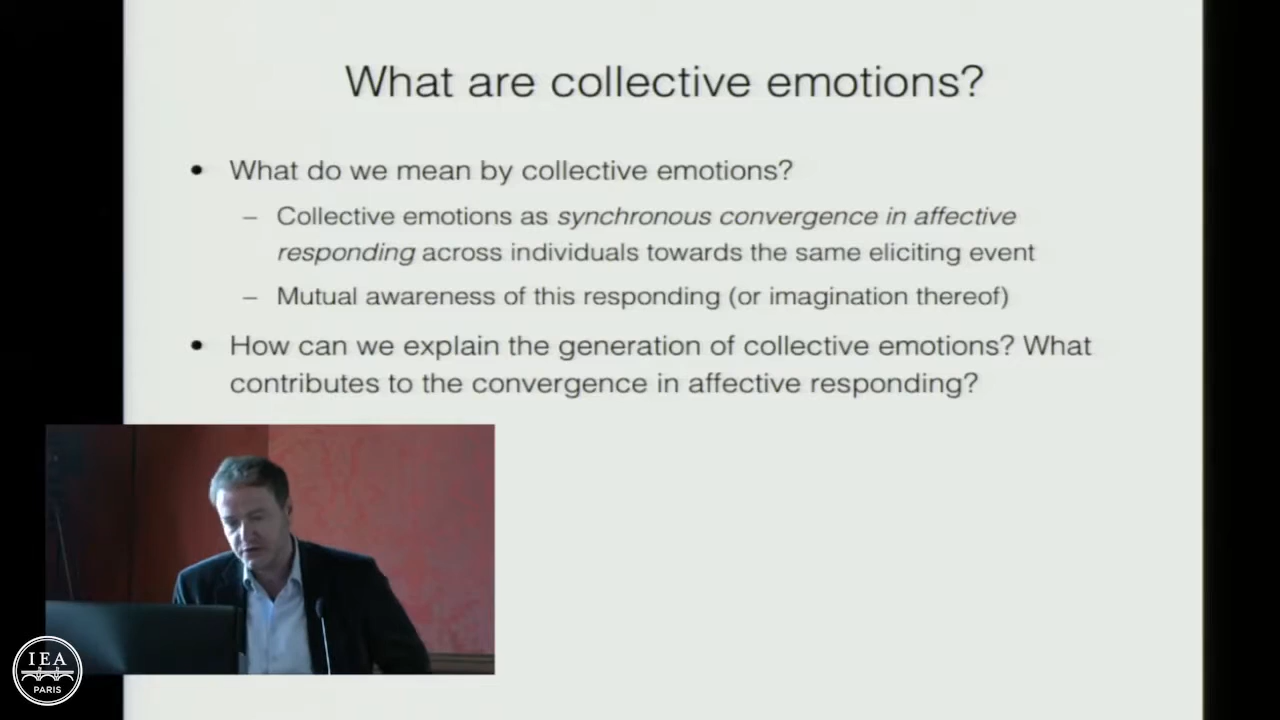 What are collective emotions?
• What do we mean by collective emotions?
– Collective emotions as synchronous convergence in affective
responding across individuals towards the same eliciting event
– Mutual awareness of this responding (or imagination thereof)
• How can we explain the generation of collective emotions? What
contributes to the convergence in affective responding?
IEA
PARIS